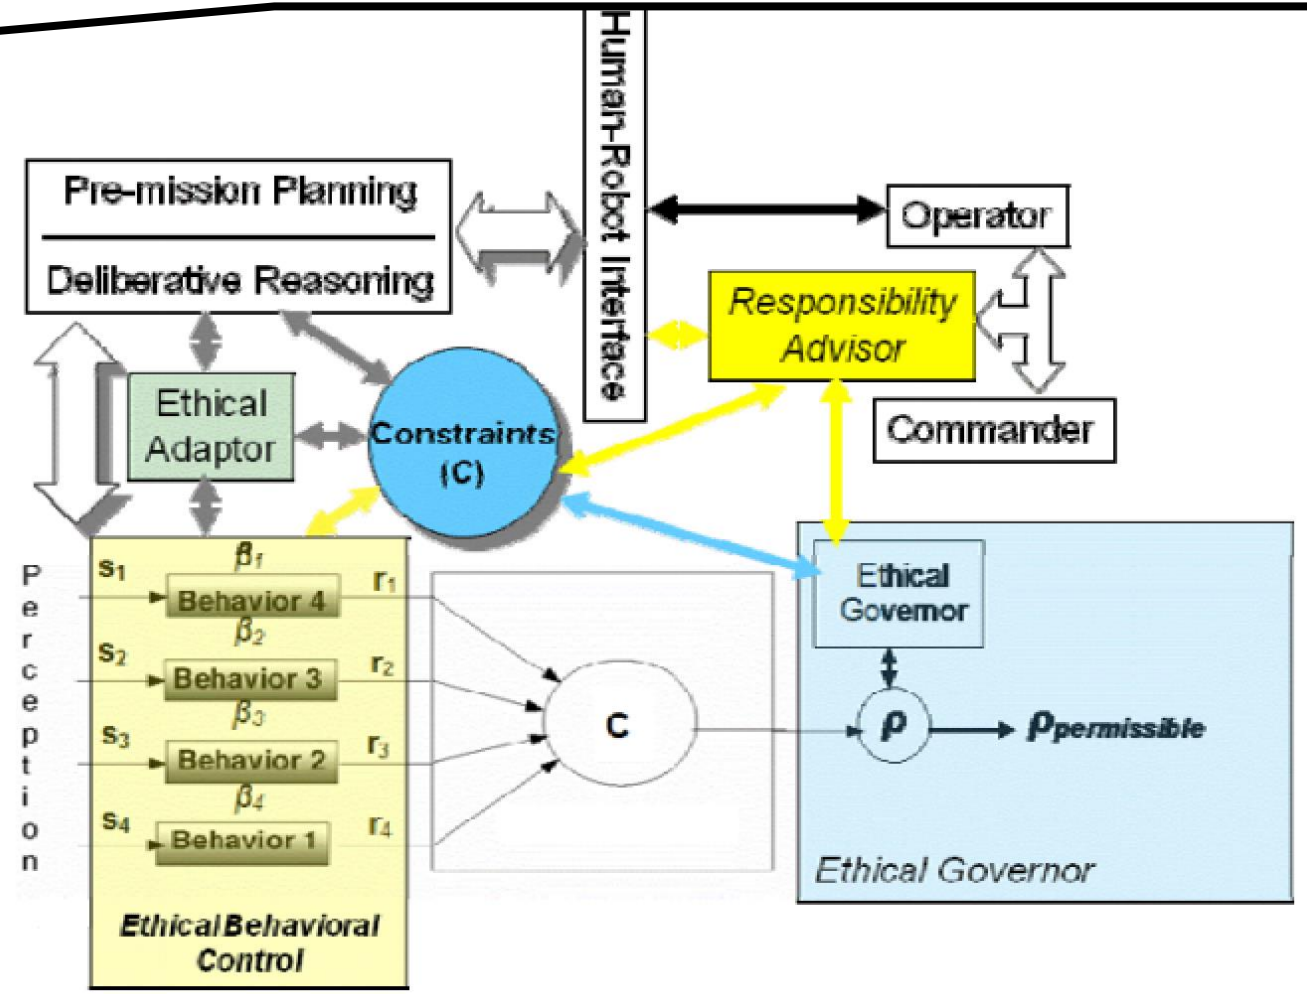 Human-Robot Interface
Pre-mission Planning
Deliberative Reasoning
Operator
Responsibility
Advisor
Commander
Ethical
Adaptor
Constraints
(C)
Perception
s1
β1
Behavior 4
r1
s2
β2
Behavior 3
r2
s3
β3
Behavior 2
r3
s4
β4
Behavior 1
r4
Ethical Behavioral
Control
C
Ethical
Governor
ρ
ρpermissible
Ethical Governor